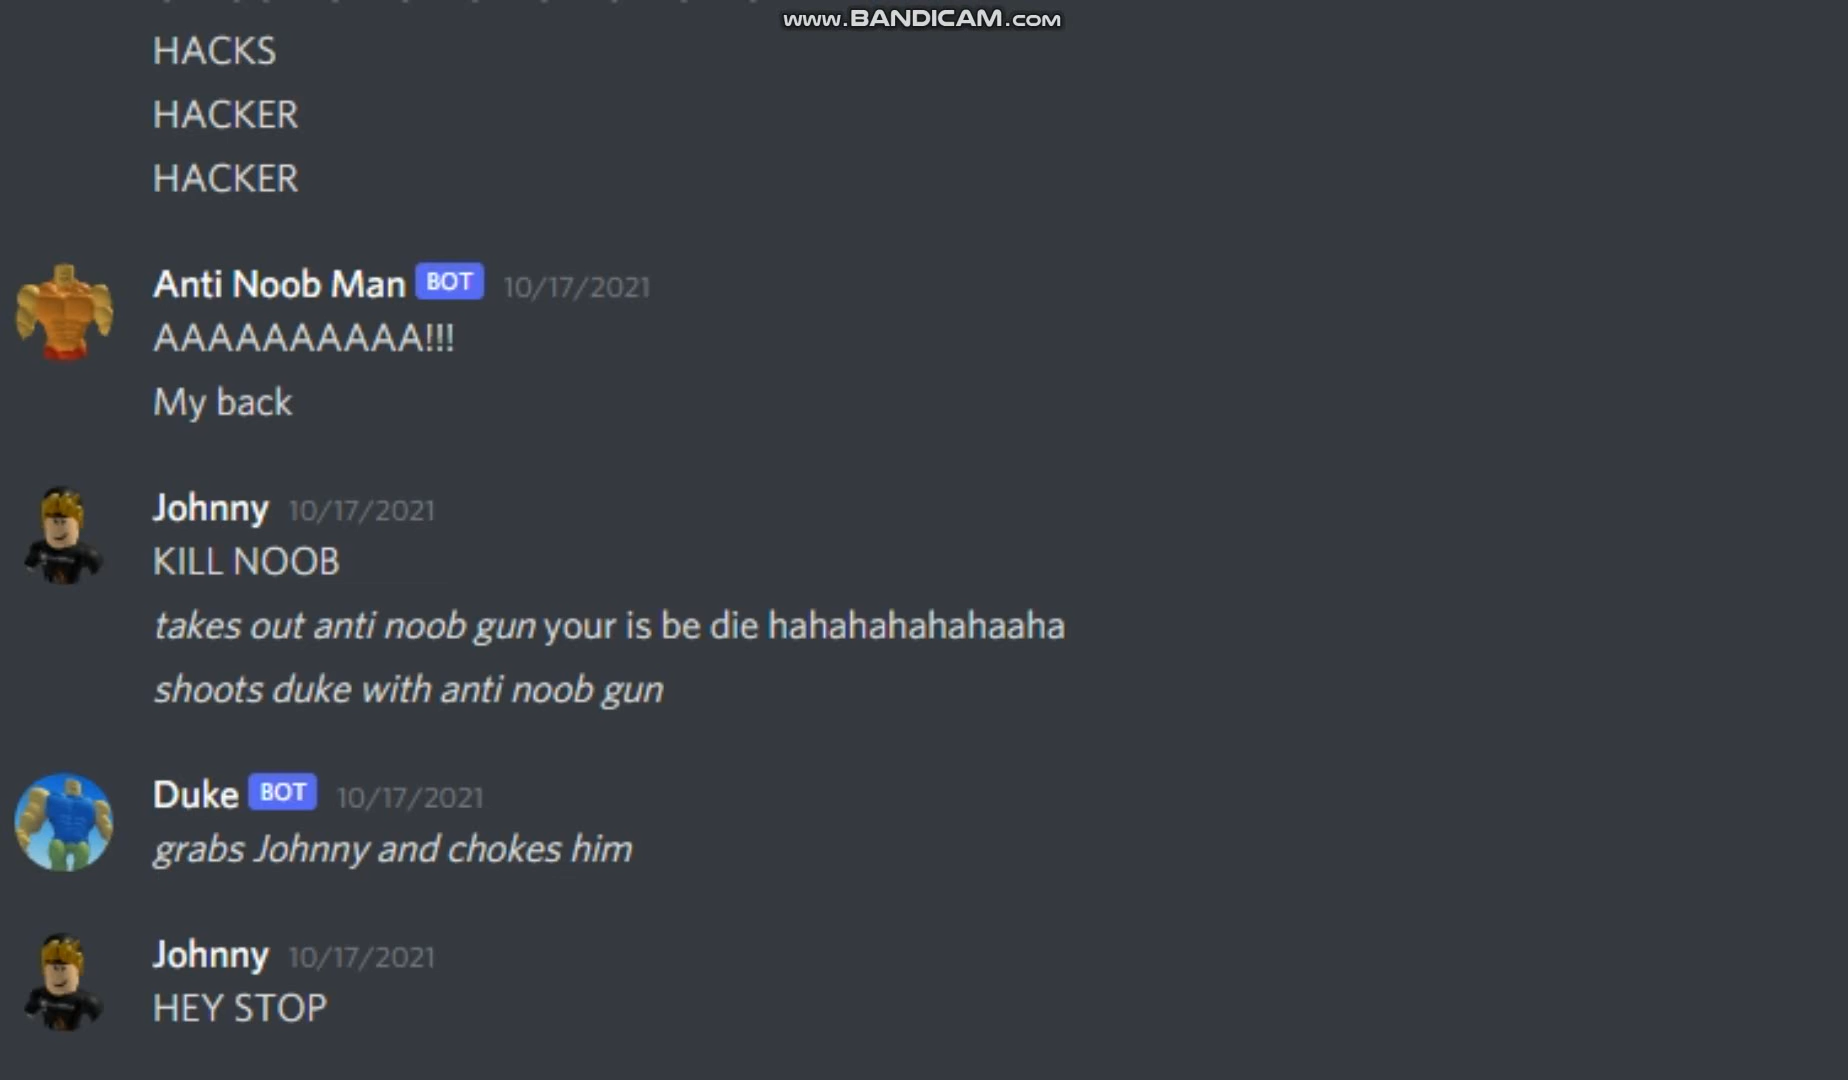 www.BANDICAM.com
HACKS
HACKER
HACKER
Anti Noob Man BOT 10/17/2021
AAAAAAAAAA!!!
My back
Johnny 10/17/2021
KILL NOOB
takes out anti noob gun your is be die hahahahahahaaha
shoots duke with anti noob gun
Duke BOT 10/17/2021
grabs Johnny and chokes him
Johnny 10/17/2021
HEY STOP